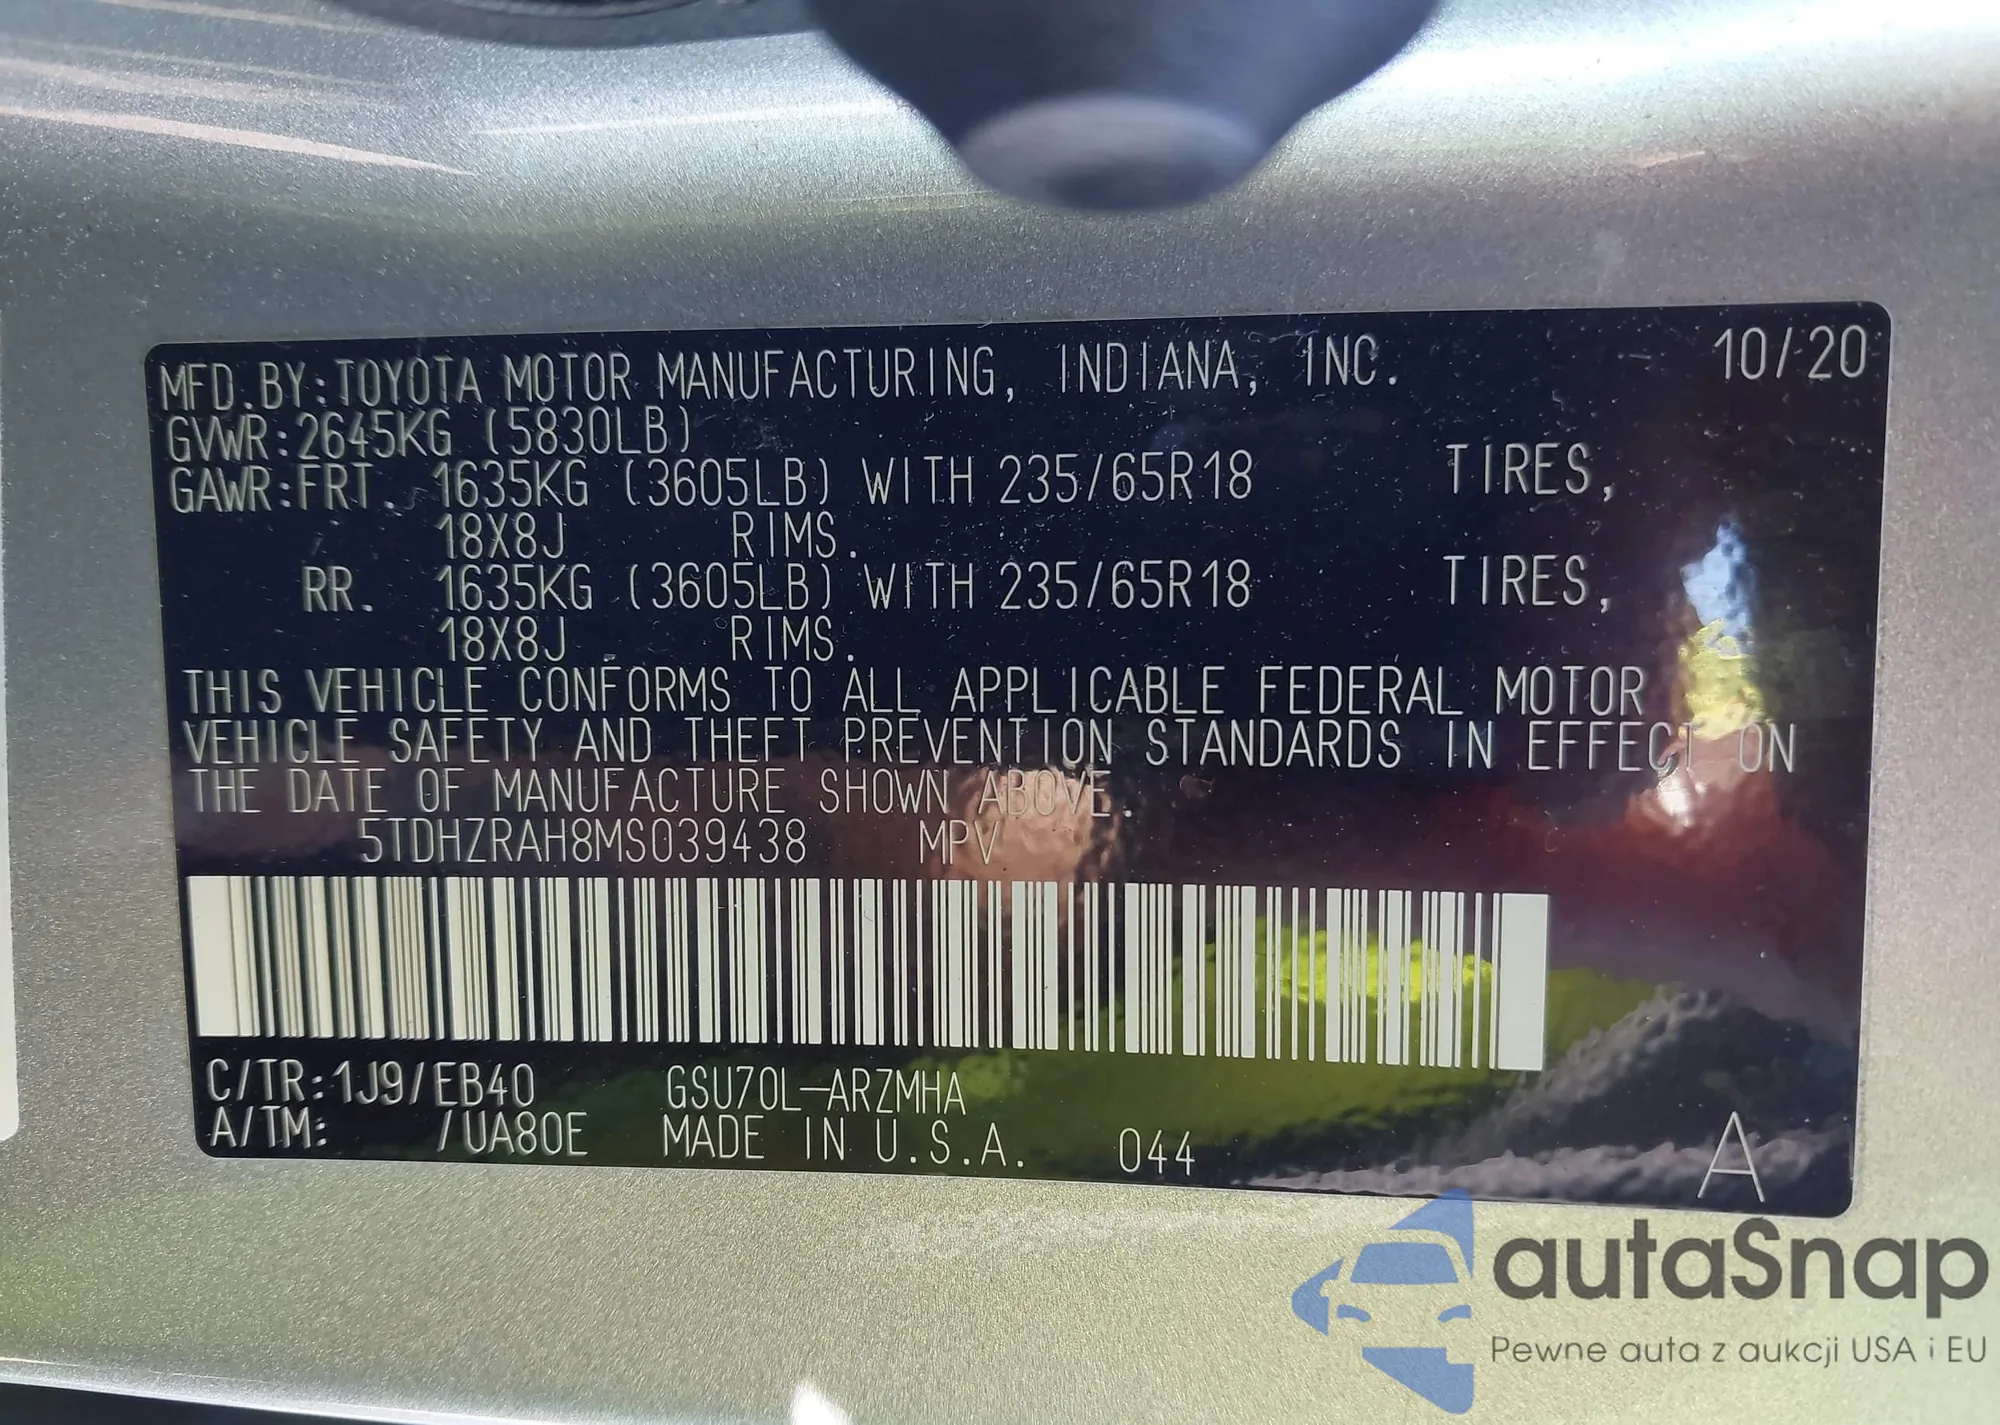 MFD.BY:TOYOTA MOTOR MANUFACTURING, INDIANA, INC. 10/20
GVWR:2645KG (5830LB)
GAWR:FRT. 1635KG (3605LB) WITH 235/65R18 TIRES,
18X8J RIMS.
RR. 1635KG (3605LB) WITH 235/65R18 TIRES,
18X8J RIMS.
THIS VEHICLE CONFORMS TO ALL APPLICABLE FEDERAL MOTOR
VEHICLE SAFETY AND THEFT PREVENTION STANDARDS IN EFFECT ON
THE DATE OF MANUFACTURE SHOWN ABOVE.
5TDHZRAH8MS039438 MPV
C/TR:1J9/EB40 GSU70L-ARZMHA
A/TM: /UA80E MADE IN U.S.A. 044 A
autaSnap
Pewne auta z aukcji USA i EU